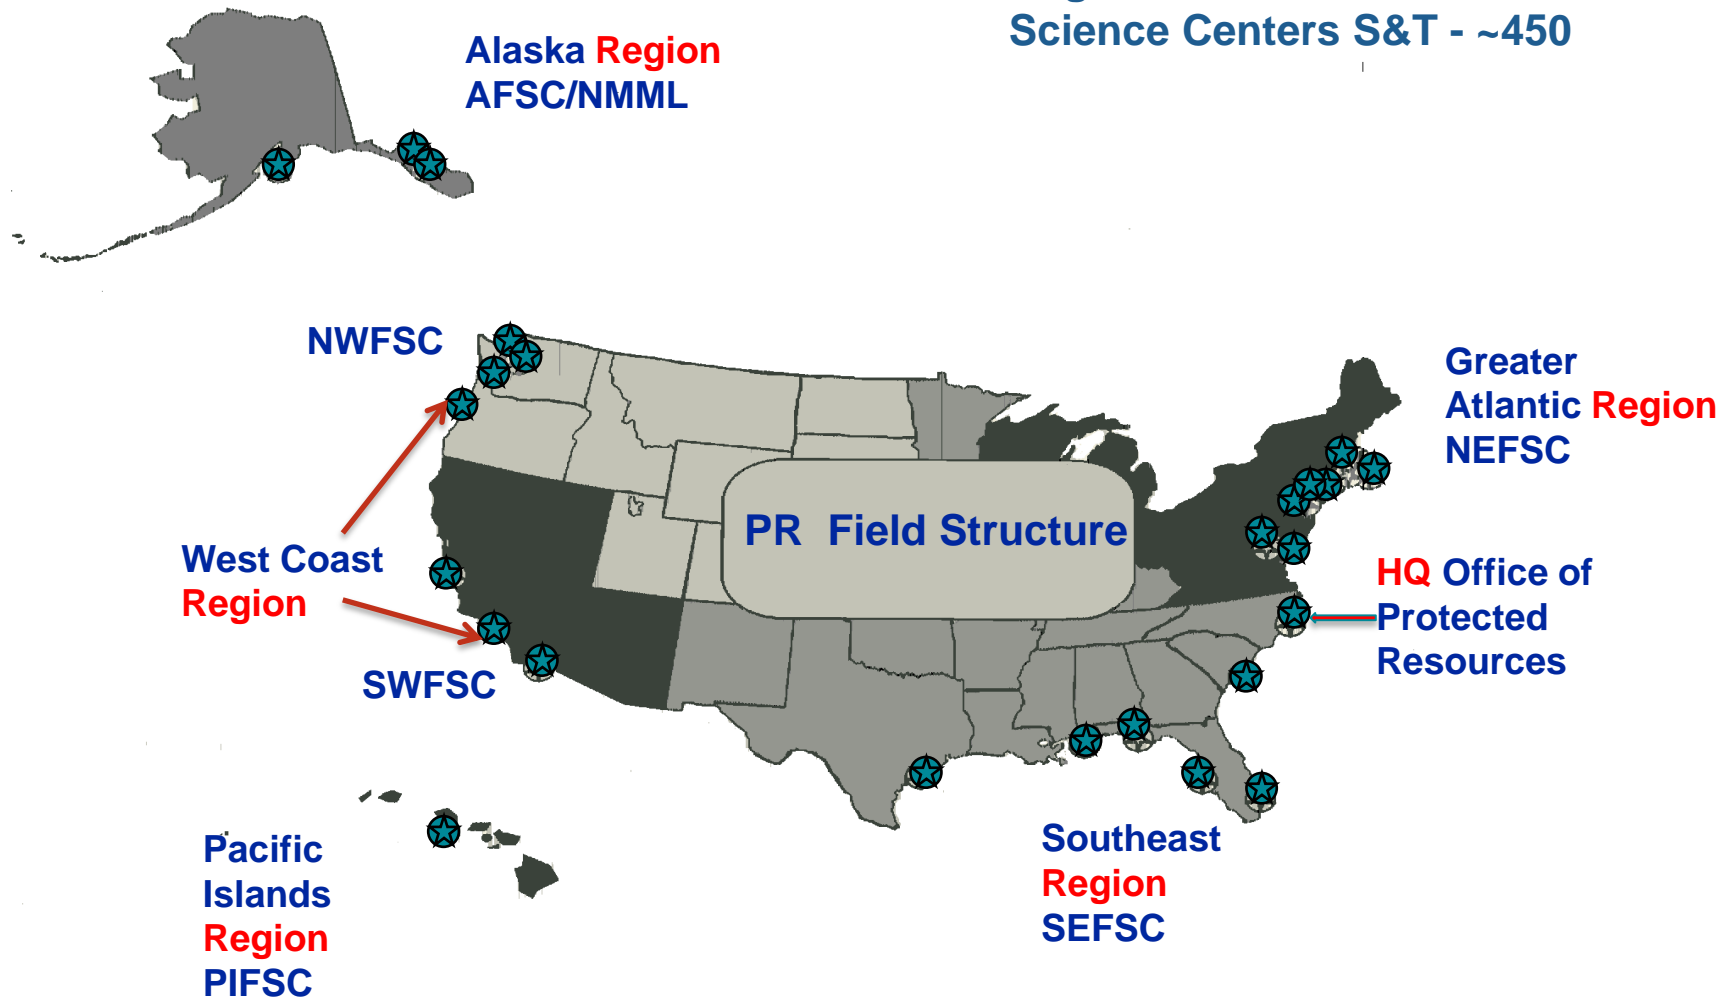 Science Centers S&T - ~450
Alaska Region
AFSC/NMML
NWFSC
Greater
Atlantic Region
NEFSC
PR Field Structure
West Coast
Region
HQ Office of
Protected
Resources
SWFSC
Southeast
Region
SEFSC
Pacific
Islands
Region
PIFSC